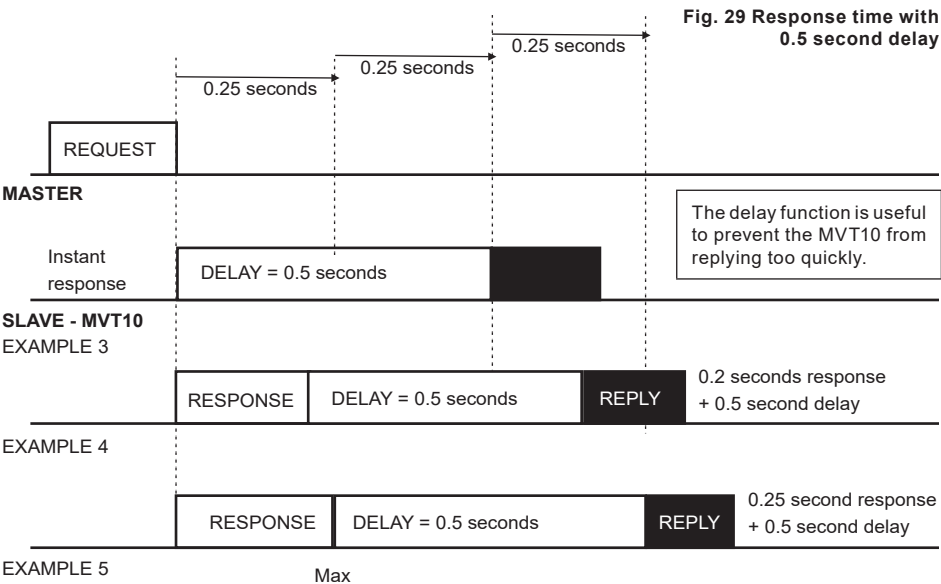 Fig. 29 Response time with
0.5 second delay
0.25 seconds
0.25 seconds
0.25 seconds
REQUEST
MASTER
The delay function is useful
to prevent the MVT10 from
replying too quickly.
Instant
response
DELAY = 0.5 seconds
SLAVE - MVT10
EXAMPLE 3
RESPONSE
DELAY = 0.5 seconds
REPLY
0.2 seconds response
+ 0.5 second delay
EXAMPLE 4
RESPONSE
DELAY = 0.5 seconds
REPLY
0.25 second response
+ 0.5 second delay
EXAMPLE 5
Max